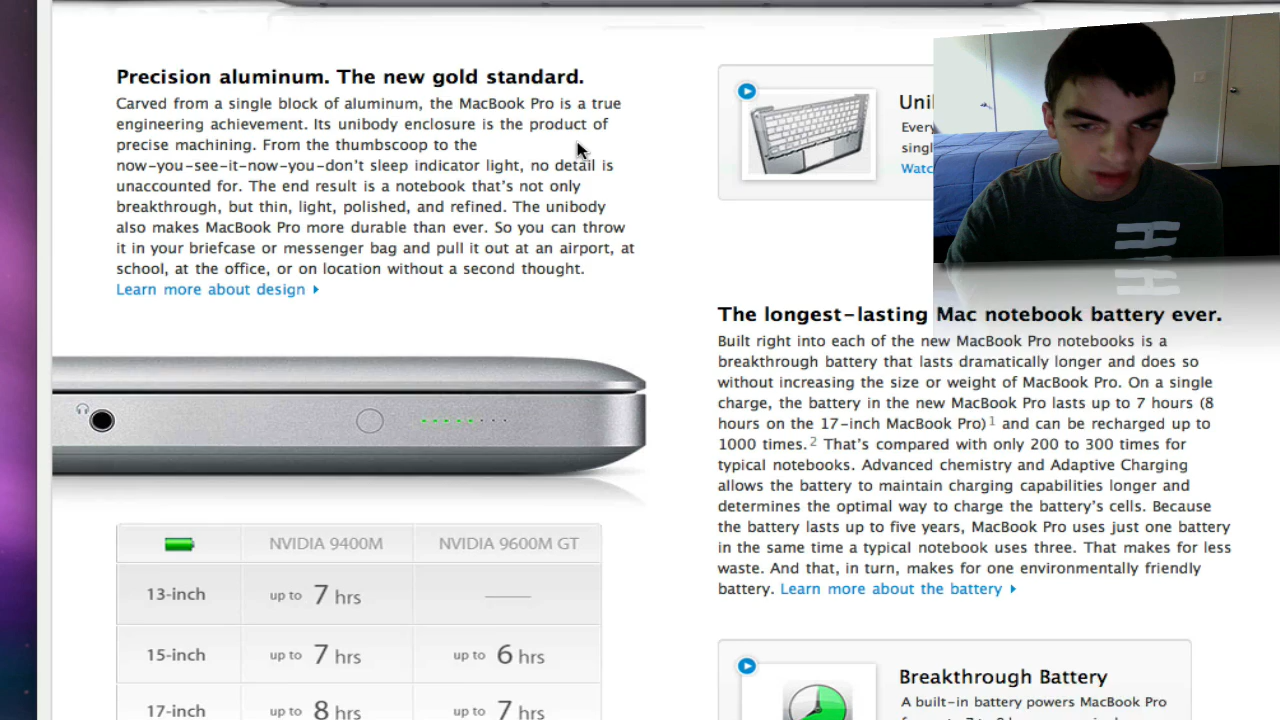 Precision aluminum. The new gold standard.
Carved from a single block of aluminum, the MacBook Pro is a true
engineering achievement. Its unibody enclosure is the product of
precise machining. From the thumbscoop to the
now-you-see-it-now-you-don't sleep indicator light, no detail is
unaccounted for. The end result is a notebook that's not only
breakthrough, but thin, light, polished, and refined. The unibody
also makes MacBook Pro more durable than ever. So you can throw
it in your briefcase or messenger bag and pull it out at an airport, at
school, at the office, or on location without a second thought.
Learn more about design
Uni
Every
singl
Watc
The longest-lasting Mac notebook battery ever.
Built right into each of the new MacBook Pro notebooks is a
breakthrough battery that lasts dramatically longer and does so
without increasing the size or weight of MacBook Pro. On a single
charge, the battery in the new MacBook Pro lasts up to 7 hours (8
hours on the 17-inch MacBook Pro)1 and can be recharged up to
1000 times.2 That's compared with only 200 to 300 times for
typical notebooks. Advanced chemistry and Adaptive Charging
allows the battery to maintain charging capabilities longer and
determines the optimal way to charge the battery's cells. Because
the battery lasts up to five years, MacBook Pro uses just one battery
in the same time a typical notebook uses three. That makes for less
waste. And that, in turn, makes for one environmentally friendly
battery. Learn more about the battery
NVIDIA 9400M NVIDIA 9600M GT
13-inch up to 7 hrs
15-inch up to 7 hrs up to 6 hrs
17-inch up to 8 hrs up to 7 hrs
Breakthrough Battery
A built-in battery powers MacBook Pro